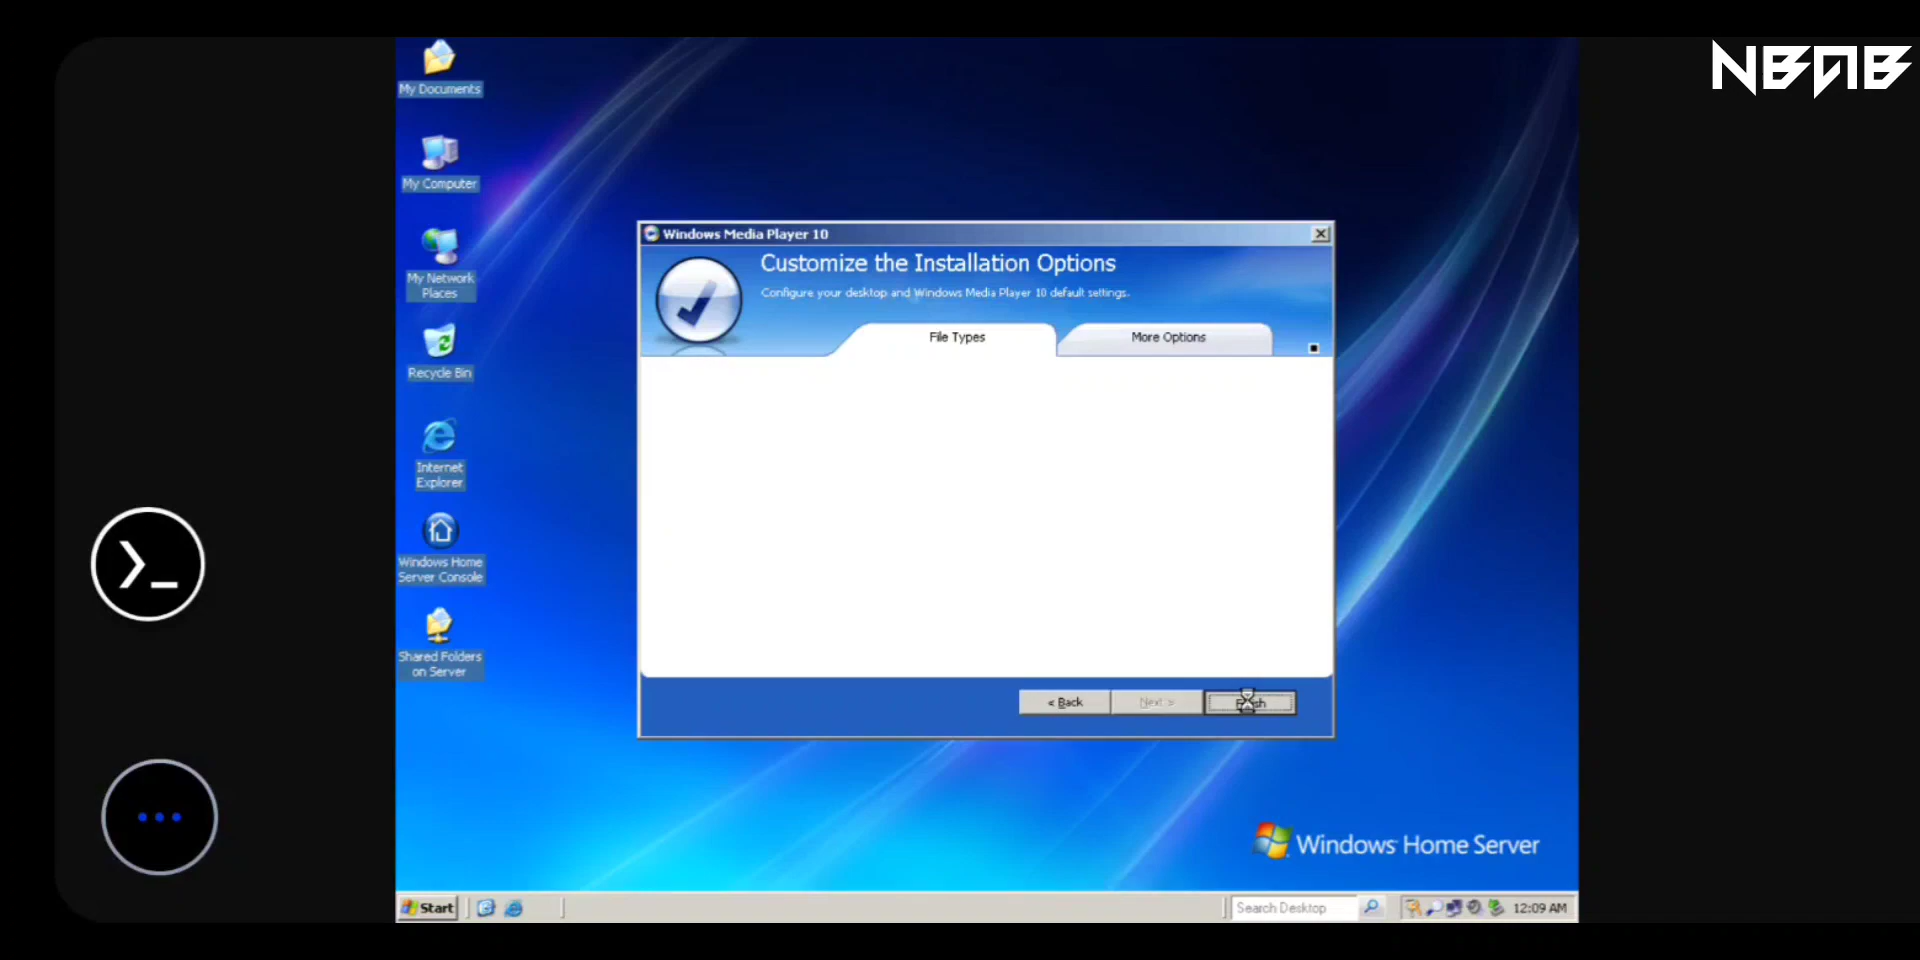 NBNB
My Documents
My Computer
My Network
Places
Recycle Bin
Internet
Explorer
Windows Home
Server Console
Shared Folders
on Server
Windows Media Player 10
Customize the Installation Options
Configure your desktop and Windows Media Player 10 default settings.
File Types
More Options
< Back
Next >
Windows Home Server
Start
Search Desktop
12:09 AM